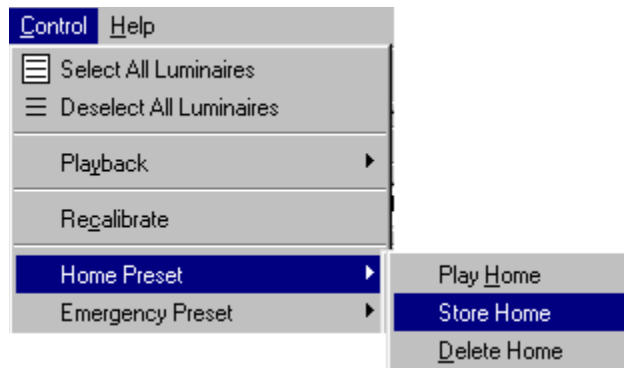 Control Help
Select All Luminaires
Deselect All Luminaires
Playback
Recalibrate
Home Preset
Play Home
Emergency Preset
Store Home
Delete Home